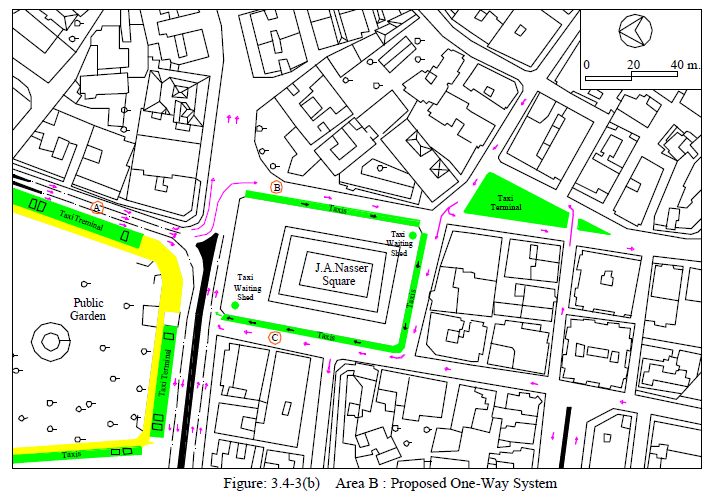 0 20 40 m.
A
Taxi Treminal
B
Taxis
Taxi
Terminal
Taxi
Waiting
Shed
J.A.Nasser
Square
Taxis
Taxi
Waiting
Shed
Public
Garden
Taxis
C
Taxi Terminal
Taxis
Figure: 3.4-3(b) Area B : Proposed One-Way System